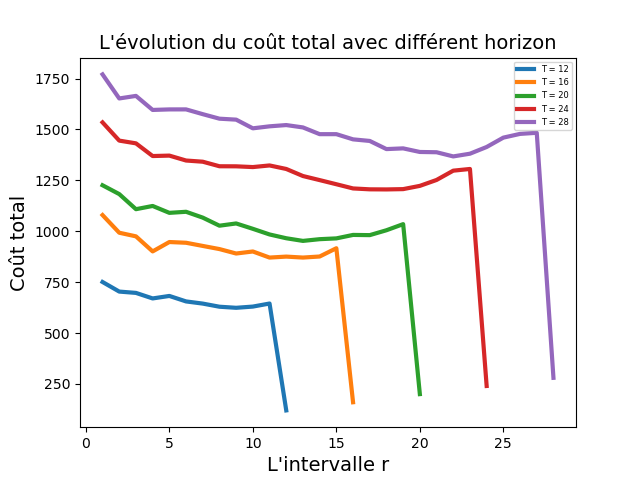 L'évolution du coût total avec différent horizon
T = 12
T = 16
T = 20
T = 24
T = 28
Coût total
1750
1500
1250
1000
750
500
250
0 5 10 15 20 25
L'intervalle r